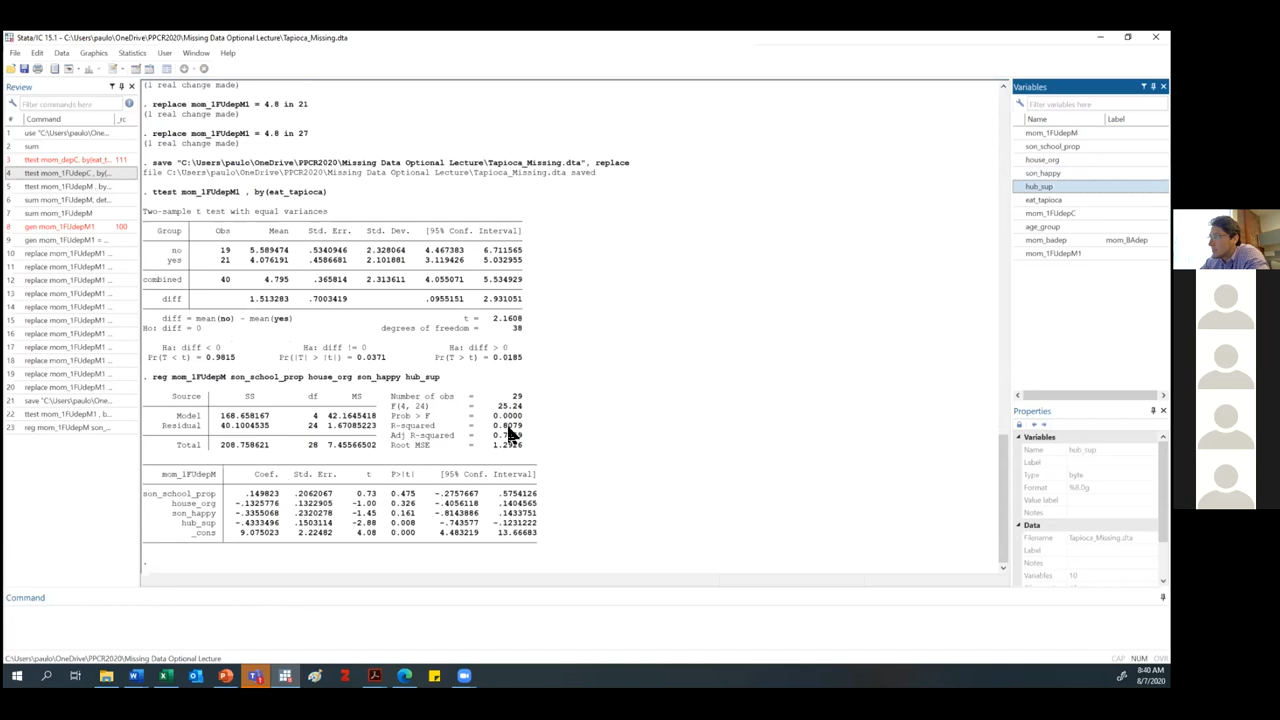 Stata/IC 15.1 - C:\Users\paulo\OneDrive\PPCR2020\Missing Data Optional Lecture\Tapioca_Missing.dta
File Edit Data Graphics Statistics User Window Help
Review
Filter commands here
# Command _rc
1 use "C:\Users\paulo\One...
2 sum
3 ttest mom_depC, by(eat_t... 111
4 ttest mom_1FUdepC , by(...
5 ttest mom_1FUdepM , by...
6 sum mom_1FUdepM, det...
7 sum mom_1FUdepM
8 gen mom_1FUdepM1 100
9 gen mom_1FUdepM1 = ...
10 replace mom_1FUdepM1 ...
11 replace mom_1FUdepM1 ...
12 replace mom_1FUdepM1 ...
13 replace mom_1FUdepM1 ...
14 replace mom_1FUdepM1 ...
15 replace mom_1FUdepM1 ...
16 replace mom_1FUdepM1 ...
17 replace mom_1FUdepM1 ...
18 replace mom_1FUdepM1 ...
19 replace mom_1FUdepM1 ...
20 replace mom_1FUdepM1 ...
21 save "C:\Users\paulo\One...
22 ttest mom_1FUdepM1 , b...
23 reg mom_1FUdepM son_...
(1 real change made)
. replace mom_1FUdepM1 = 4.8 in 21
(1 real change made)
. replace mom_1FUdepM1 = 4.8 in 27
(1 real change made)
. save "C:\Users\paulo\OneDrive\PPCR2020\Missing Data Optional Lecture\Tapioca_Missing.dta", replace
file C:\Users\paulo\OneDrive\PPCR2020\Missing Data Optional Lecture\Tapioca_Missing.dta saved
. ttest mom_1FUdepM1 , by(eat_tapioca)
Two-sample t test with equal variances
Group Obs Mean Std. Err. Std. Dev. [95% Conf. Interval]
no 19 5.589474 .5340946 2.328064 4.467383 6.711565
yes 21 4.076191 .4586681 2.101881 3.119426 5.032955
combined 40 4.795 .365814 2.313611 4.055071 5.534929
diff 1.513283 .7003419 .0955151 2.931051
diff = mean(no) - mean(yes) t = 2.1608
Ho: diff = 0 degrees of freedom = 38
Ha: diff < 0 Ha: diff != 0 Ha: diff > 0
Pr(T < t) = 0.9815 Pr(|T| > |t|) = 0.0371 Pr(T > t) = 0.0185
. reg mom_1FUdepM son_school_prop house_org son_happy hub_sup
Source SS df MS Number of obs = 29
F(4, 24) = 25.24
Model 168.658167 4 42.1645418 Prob > F = 0.0000
Residual 40.1004535 24 1.67085223 R-squared = 0.8079
Adj R-squared =
Total 208.758621 28 7.45566502 Root MSE = 1.2926
mom_1FUdepM Coef. Std. Err. t P>|t| [95% Conf. Interval]
son_school_prop .149823 .2062067 0.73 0.475 -.2757667 .5754126
house_org -.1325776 .1322905 -1.00 0.326 -.4056118 .1404565
son_happy -.3355068 .2320278 -1.45 0.161 -.8143886 .1433751
hub_sup -.4333496 .1503114 -2.88 0.008 -.743577 -.1231222
_cons 9.075023 2.22482 4.08 0.000 4.483219 13.66683
.
Variables
Filter variables here
Name Label
mom_1FUdepM
son_school_prop
house_org
son_happy
hub_sup
eat_tapioca
mom_1FUdepC
age_group
mom_badep mom_BAdep
mom_1FUdepM1
Properties
Variables
Name hub_sup
Label
Type byte
Format %8.0g
Value label
Notes
Data
Filename Tapioca_Missing.dta
Label
Notes
Variables 10
Command
C:\Users\paulo\OneDrive\PPCR2020\Missing Data Optional Lecture
CAP NUM OVR
8:40 AM
8/7/2020